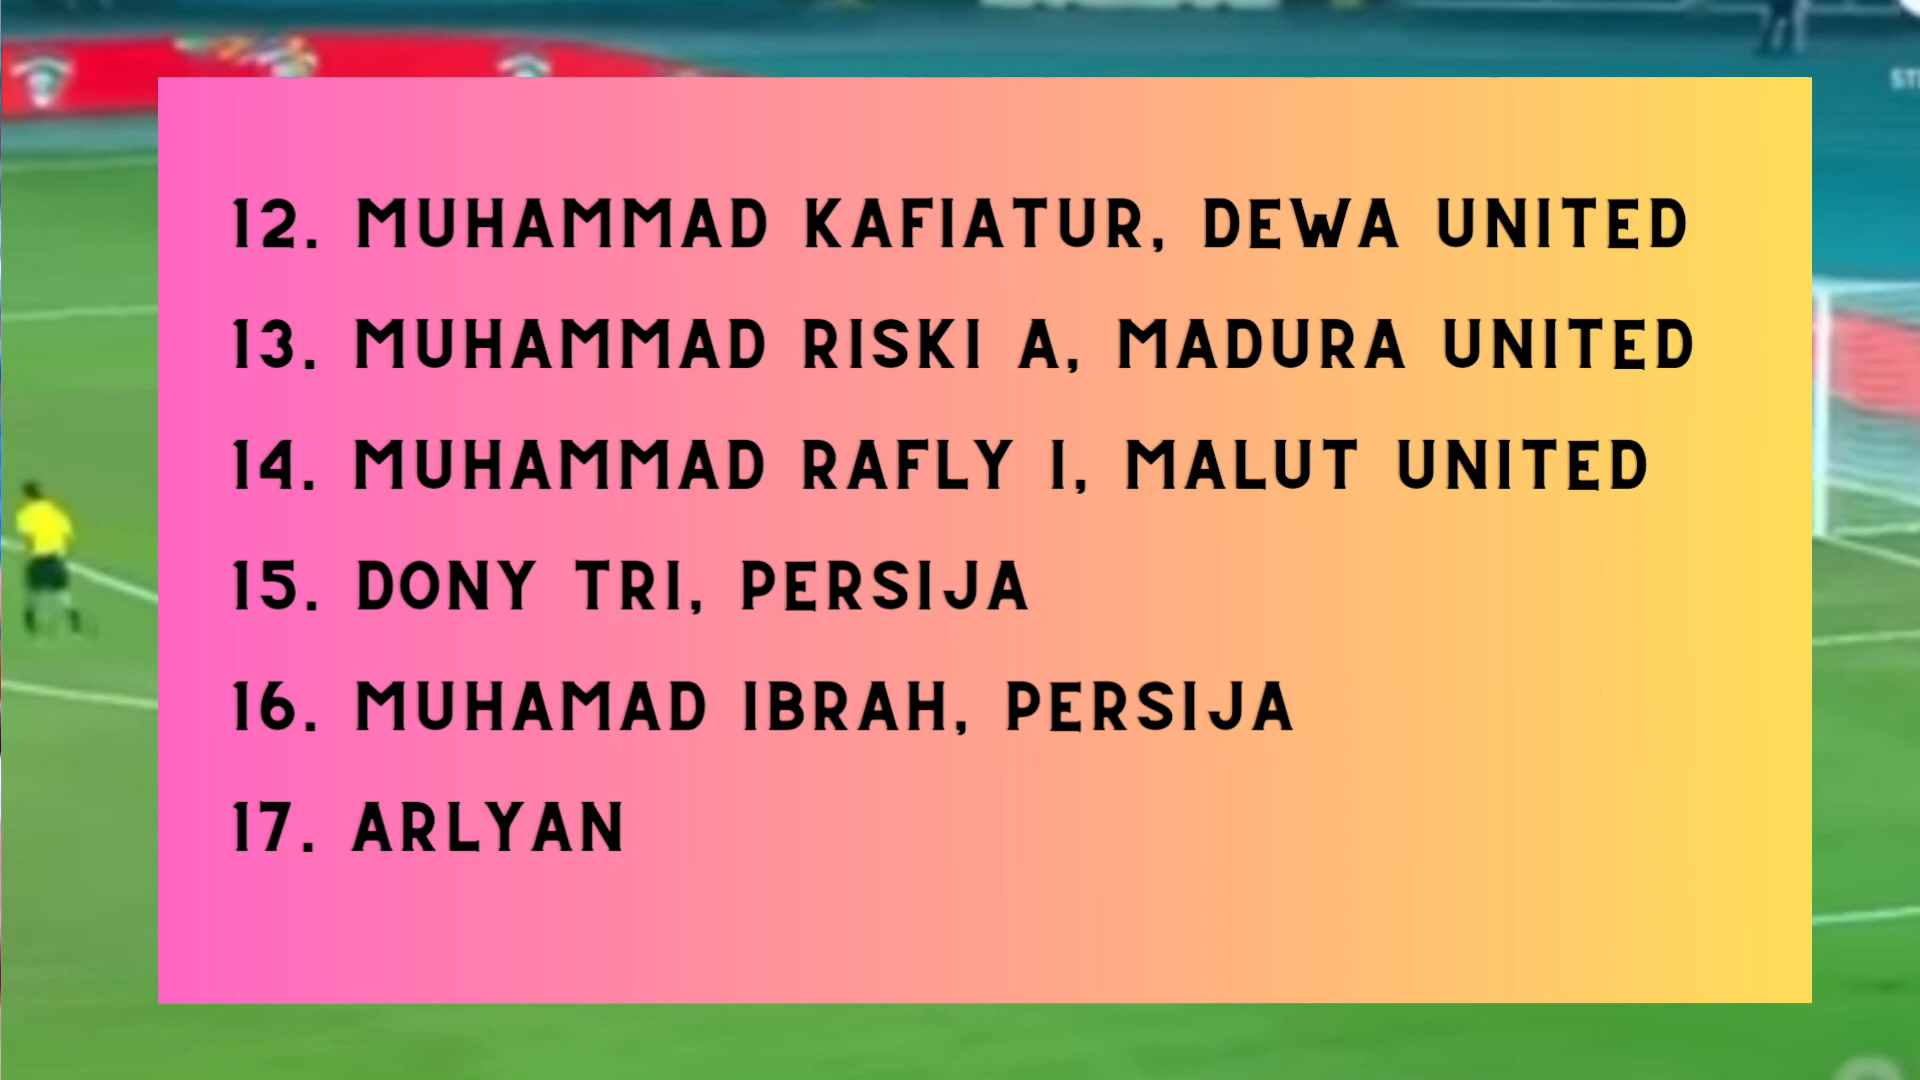 12. MUHAMMAD KAFIATUR, DEWA UNITED
13. MUHAMMAD RISKI A, MADURA UNITED
14. MUHAMMAD RAFLY I, MALUT UNITED
15. DONY TRI, PERSIJA
16. MUHAMAD IBRAH, PERSIJA
17. ARLYAN